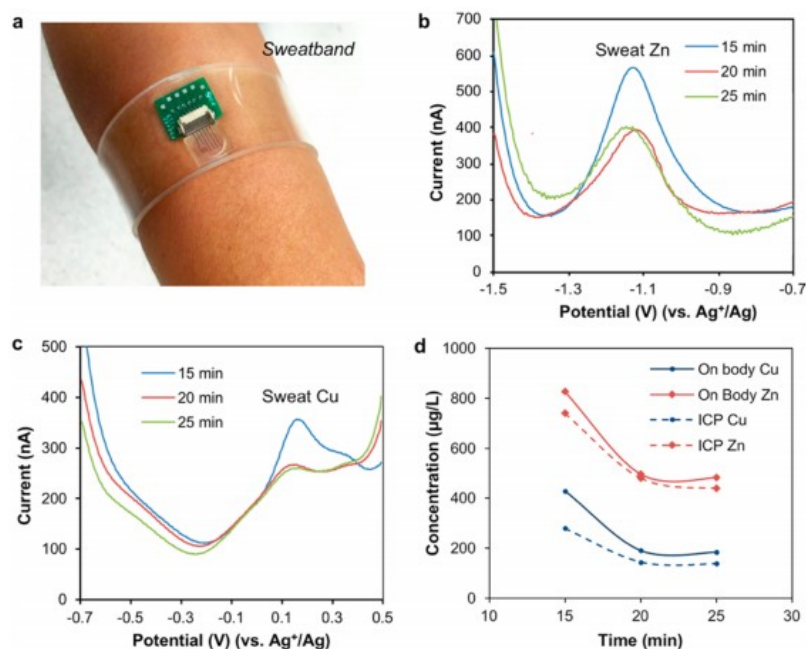 a
Sweatband
b
700
600
500
400
300
200
100
0
Current (nA)
Sweat Zn
15 min
20 min
25 min
-1.5
-1.3
-1.1
-0.9
-0.7
Potential (V) (vs. Ag⁺/Ag)
c
500
400
300
200
100
0
Current (nA)
15 min
20 min
25 min
Sweat Cu
-0.7
-0.5
-0.3
-0.1
0.1
0.3
0.5
Potential (V) (vs. Ag⁺/Ag)
d
1000
800
600
400
200
0
Concentration (µg/L)
On body Cu
On Body Zn
ICP Cu
ICP Zn
10
15
20
25
30
Time (min)